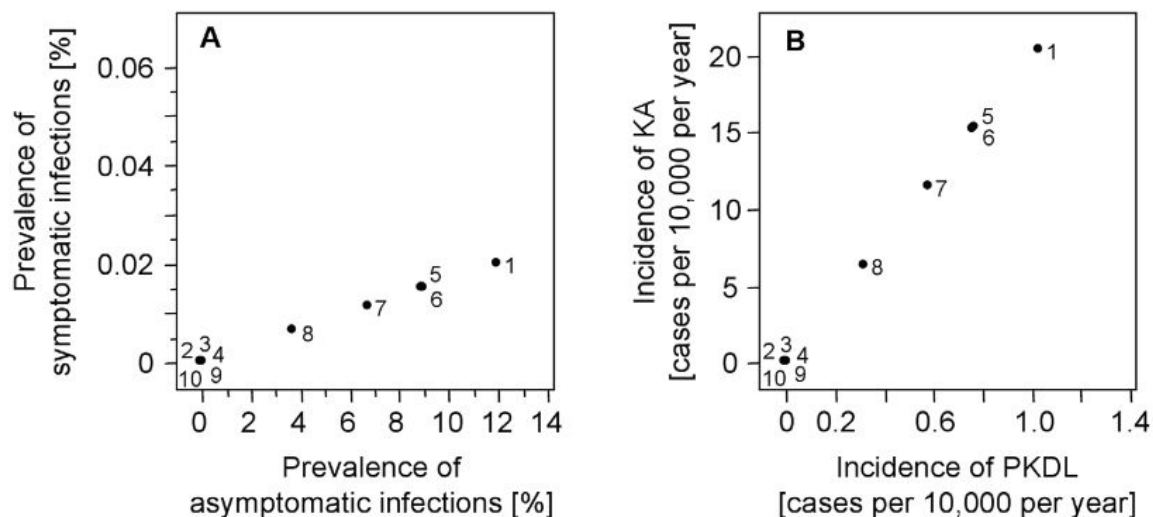 A
Prevalence of
symptomatic infections [%]
0.06
0.04
0.02
0
1
5
6
7
8
2 3 4
10 9
0 2 4 6 8 10 12 14
Prevalence of
asymptomatic infections [%]
B
Incidence of KA
[cases per 10,000 per year]
20
15
10
5
0
1
5
6
7
8
2 3 4
10 9
0 0.2 0.6 1.0 1.4
Incidence of PKDL
[cases per 10,000 per year]